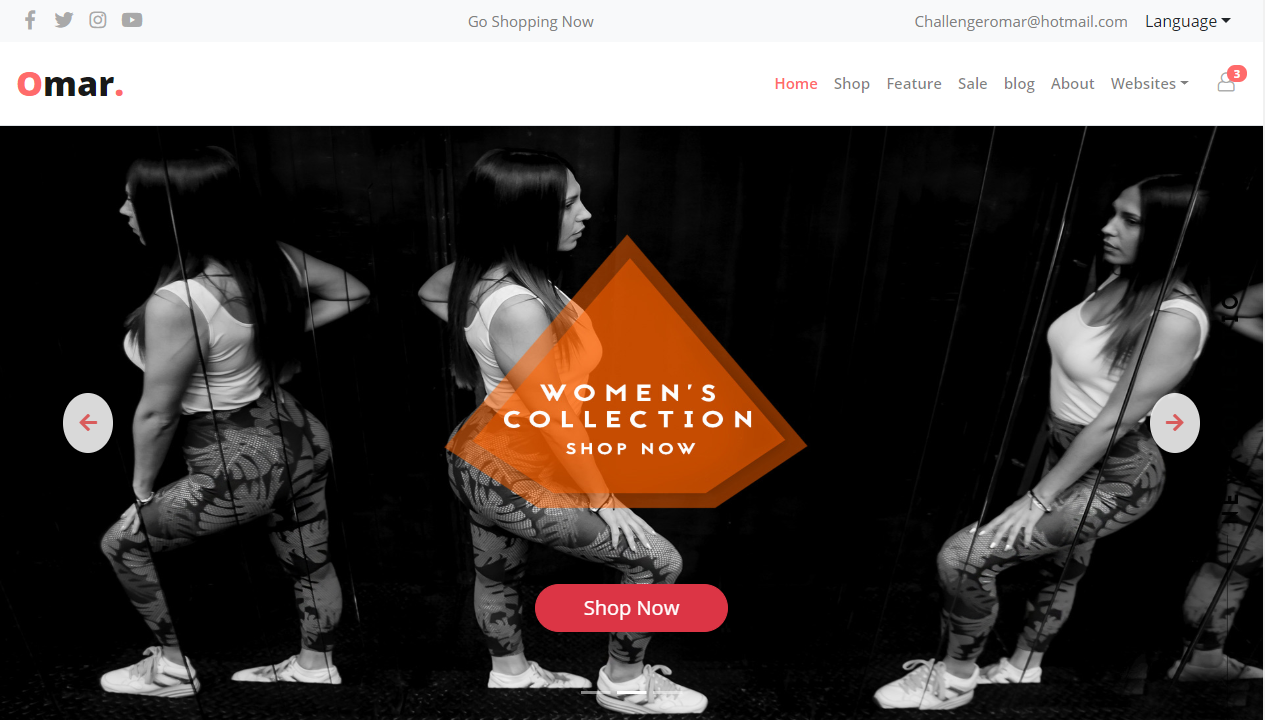 Go Shopping Now
Challengeromar@hotmail.com
Language
Omar.
Home
Shop
Feature
Sale
blog
About
Websites
3
WOMEN'S
COLLECTION
SHOP NOW
Shop Now